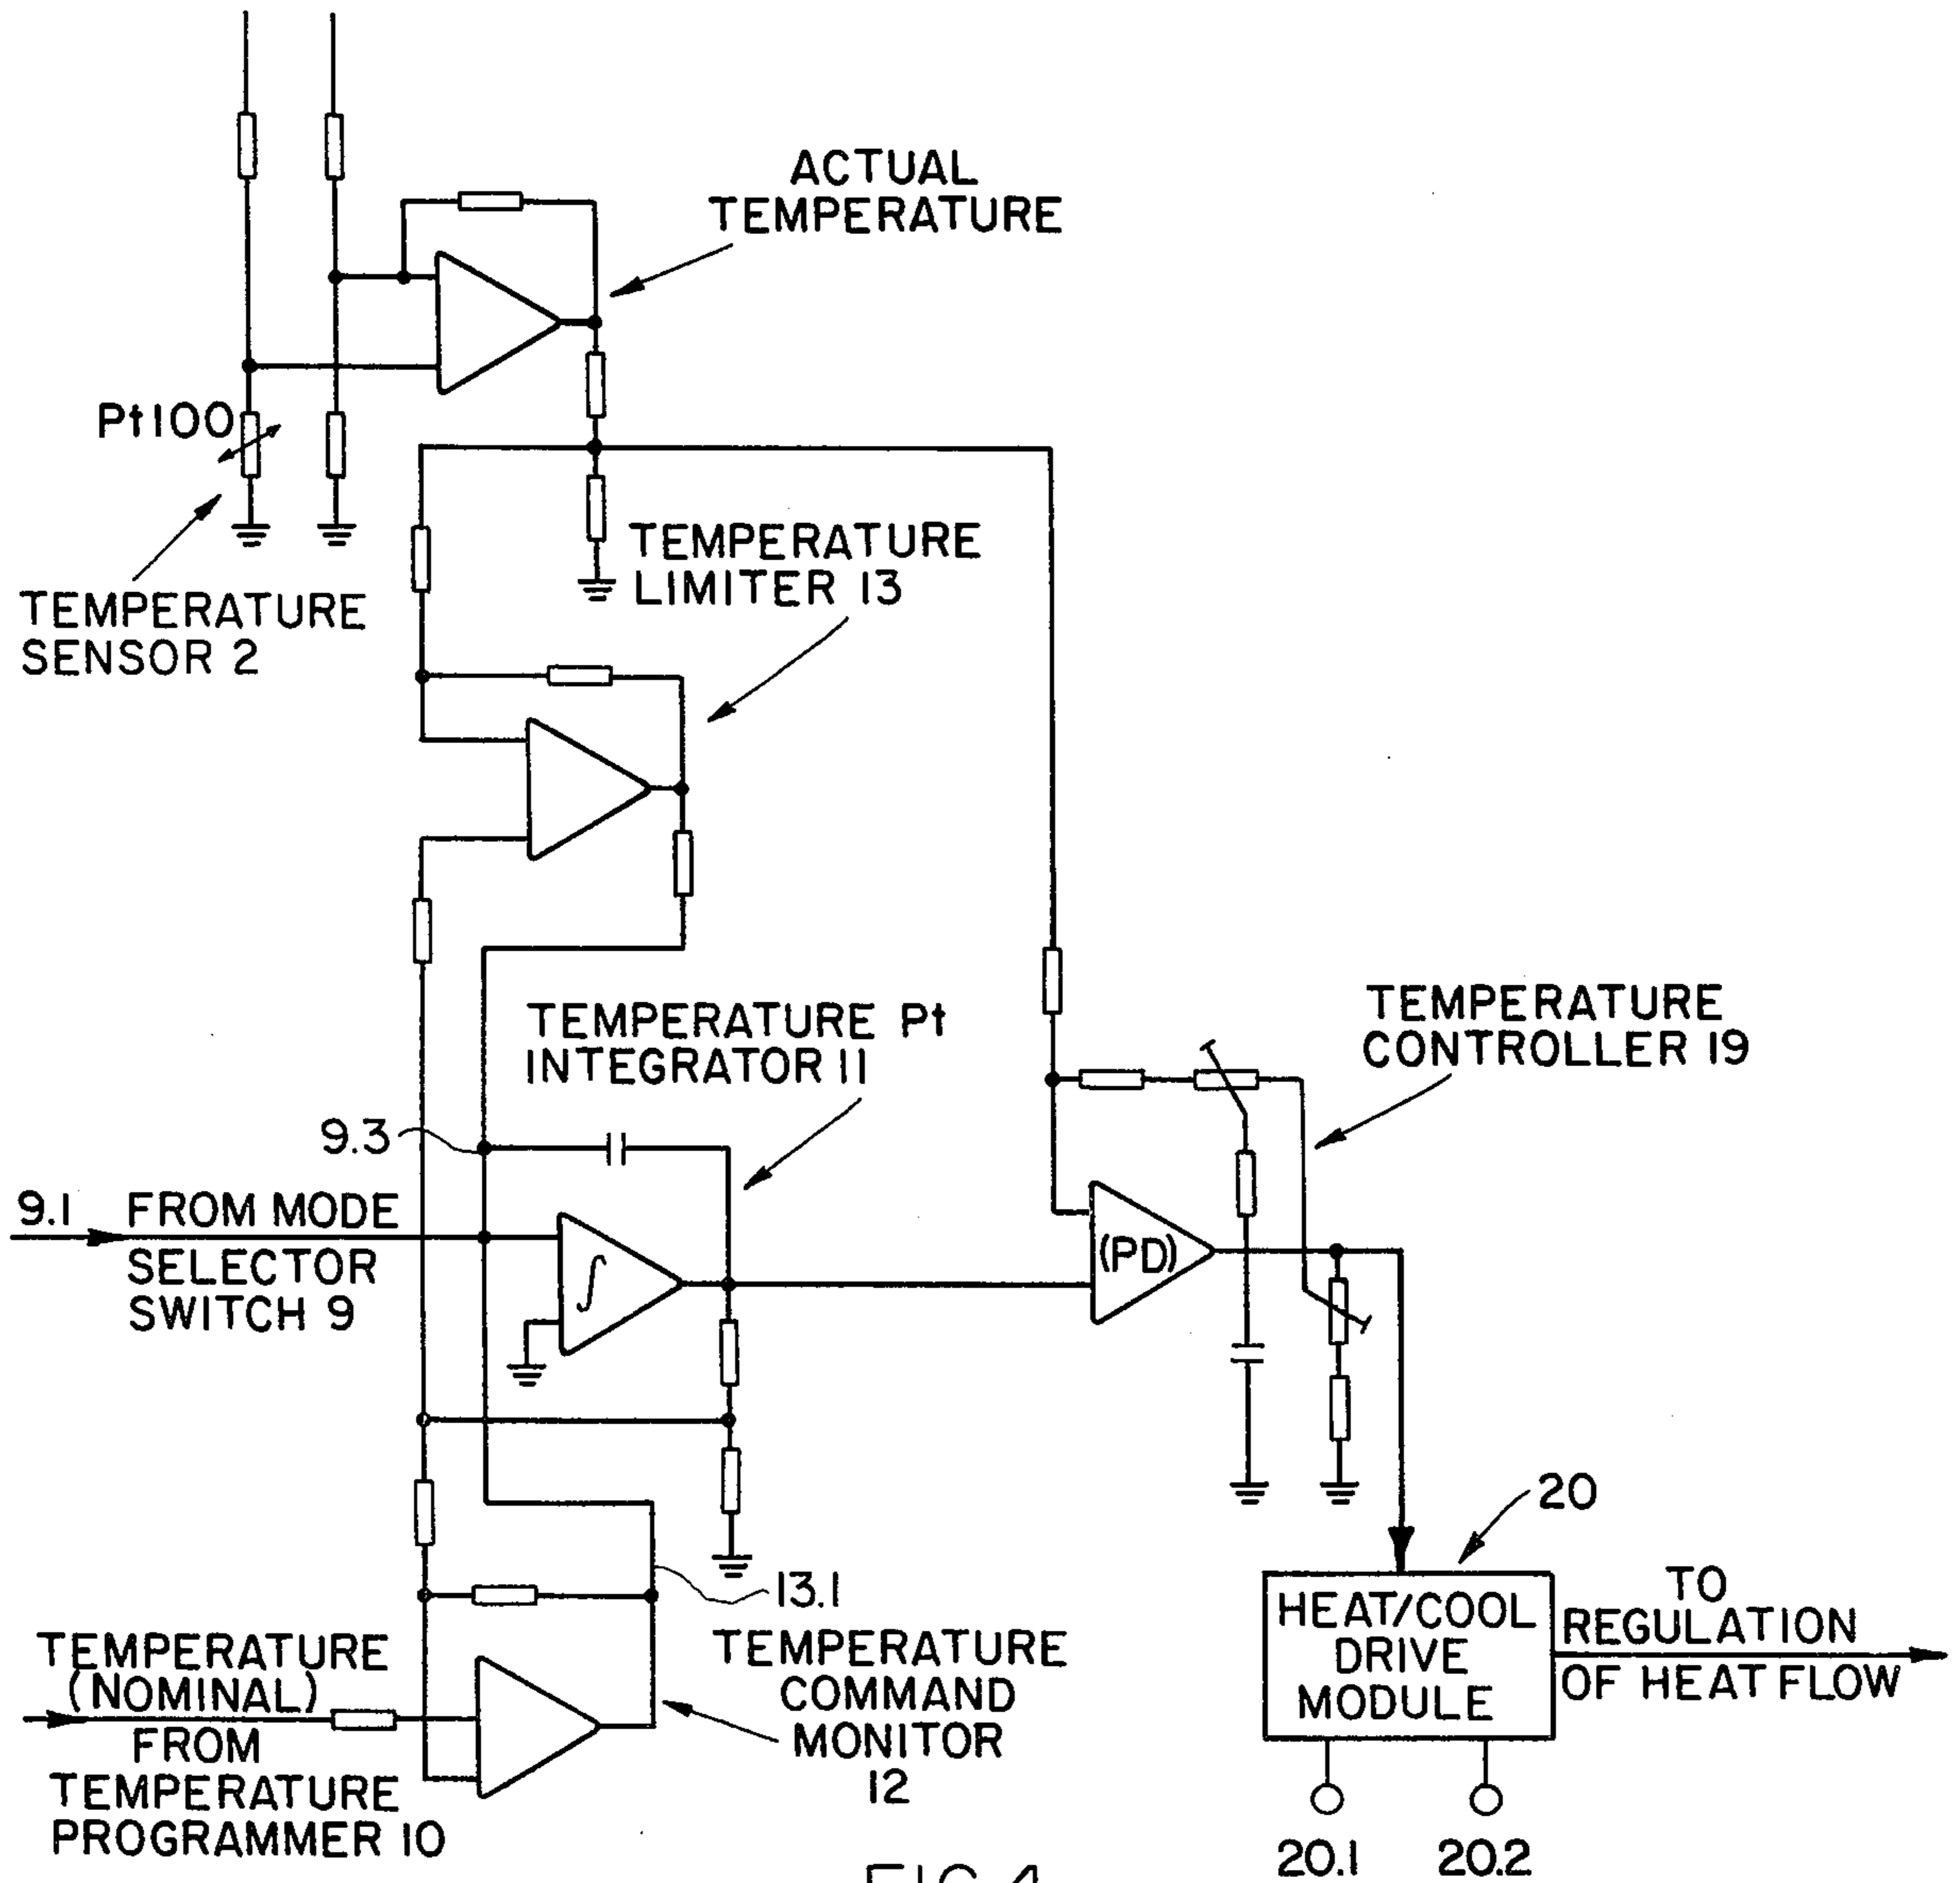 ACTUAL
TEMPERATURE
Pt100
TEMPERATURE
SENSOR 2
TEMPERATURE
LIMITER 13
TEMPERATURE Pt
INTEGRATOR 11
TEMPERATURE
CONTROLLER 19
9.3
9.1 FROM MODE
SELECTOR
SWITCH 9
∫
(PD)
20
13.1
TEMPERATURE
(NOMINAL)
FROM
TEMPERATURE
PROGRAMMER 10
TEMPERATURE
COMMAND
MONITOR
12
HEAT/COOL
DRIVE
MODULE
TO
REGULATION
OF HEAT FLOW
20.1
20.2
FIG. 4